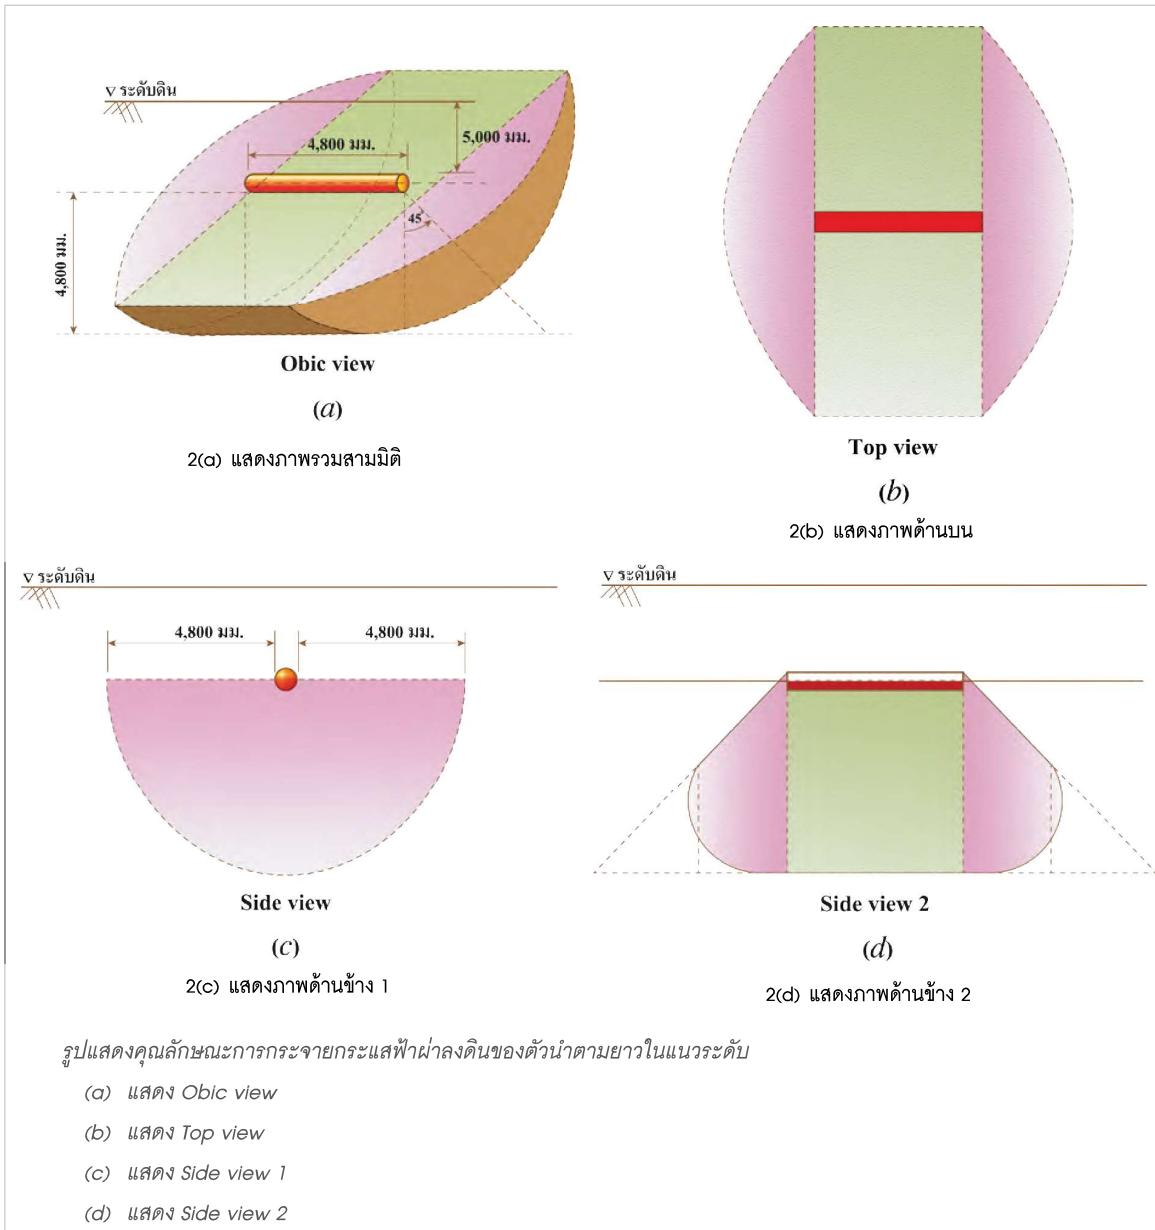 ∇ ระดับดิน
4,800 มม.
5,000 มม.
45
4,800 มม.
Obic view
(a)
2(a) แสดงภาพรวมสามมิติ
Top view
(b)
2(b) แสดงภาพด้านบน
∇ ระดับดิน
4,800 มม.
4,800 มม.
Side view
(c)
2(c) แสดงภาพด้านข้าง 1
∇ ระดับดิน
Side view 2
(d)
2(d) แสดงภาพด้านข้าง 2
รูปแสดงคุณลักษณะการกระจายกระแสฟ้าผ่าลงดินของตัวนำตามยาวในแนวระดับ
(a) แสดง Obic view
(b) แสดง Top view
(c) แสดง Side view 1
(d) แสดง Side view 2